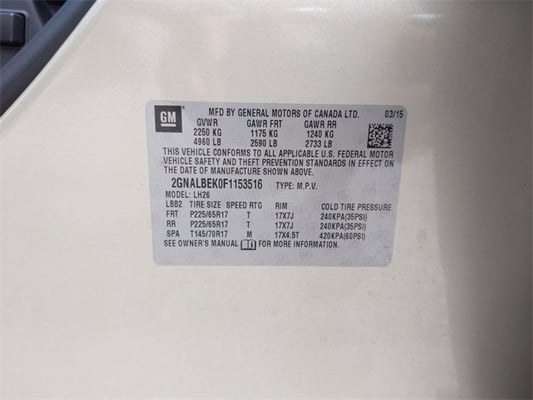 GM
MFD BY GENERAL MOTORS OF CANADA LTD. 03/15
GVWR GAWR FRT GAWR RR
2250 KG 1175 KG 1240 KG
4960 LB 2590 LB 2733 LB
THIS VEHICLE CONFORMS TO ALL APPLICABLE U.S. FEDERAL MOTOR
VEHICLE SAFETY AND THEFT PREVENTION STANDARDS IN EFFECT ON
THE DATE OF MANUFACTURE SHOWN ABOVE.
2GNALBEK0F1153516 TYPE: M.P.V.
MODEL: LH26
LBB2 TIRE SIZE SPEED RTG RIM COLD TIRE PRESSURE
FRT P225/65R17 T 17X7J 240KPA(35PSI)
RR P225/65R17 T 17X7J 240KPA(35PSI)
SPA T145/70R17 M 17X4.5T 420KPA(60PSI)
SEE OWNER'S MANUAL FOR MORE INFORMATION.